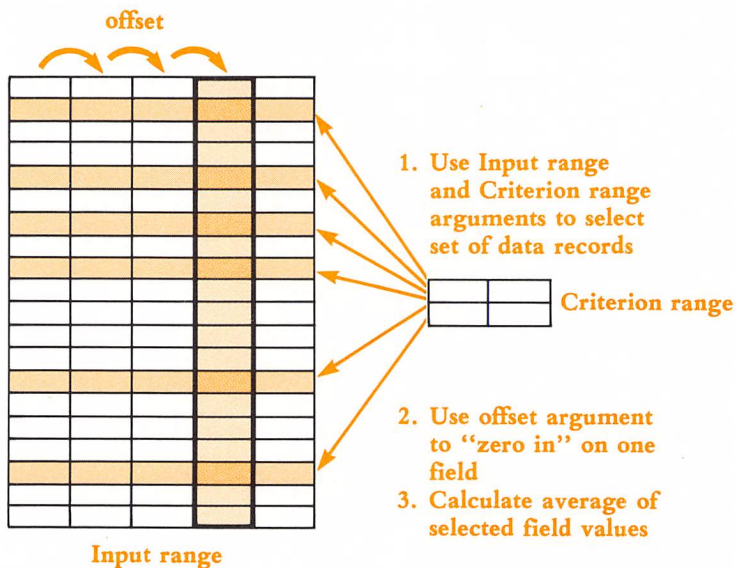 offset
1. Use Input range
and Criterion range
arguments to select
set of data records
Criterion range
2. Use offset argument
to “zero in” on one
field
3. Calculate average of
selected field values
Input range